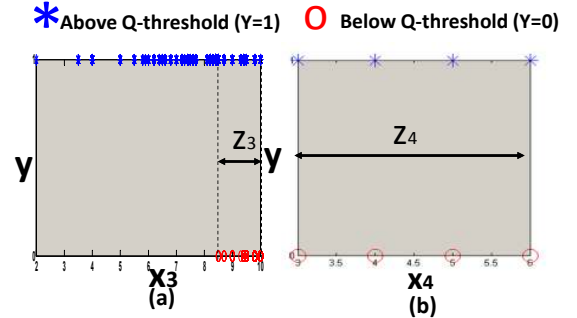 * Above Q-threshold (Y=1) O Below Q-threshold (Y=0)
Z3
Z4
y
y
2 3 4 5 6 7 8 9 10
3 3.5 4 4.5 5 5.5 6
x3
x4
(a)
(b)